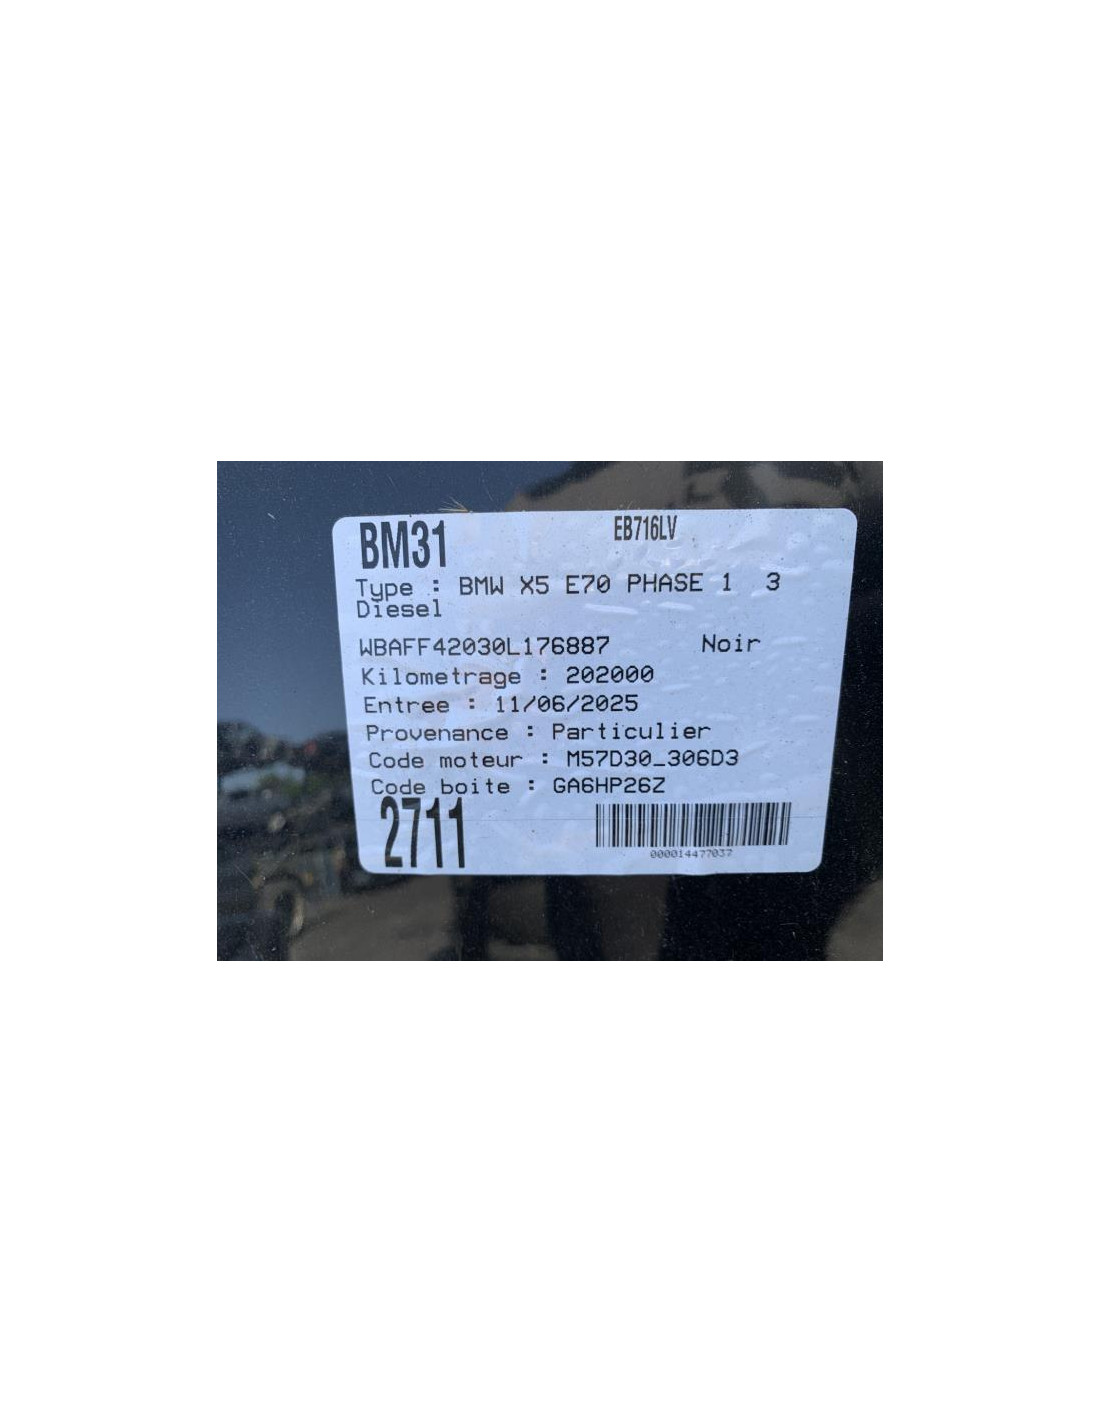 BM31
EB716LV
Type : BMW X5 E70 PHASE 1  3
Diesel
WBAFF42030L176887 Noir
Kilometrage : 202000
Entree : 11/06/2025
Provenance : Particulier
Code moteur : M57D30_306D3
Code boite : GA6HP26Z
2711
000014477037